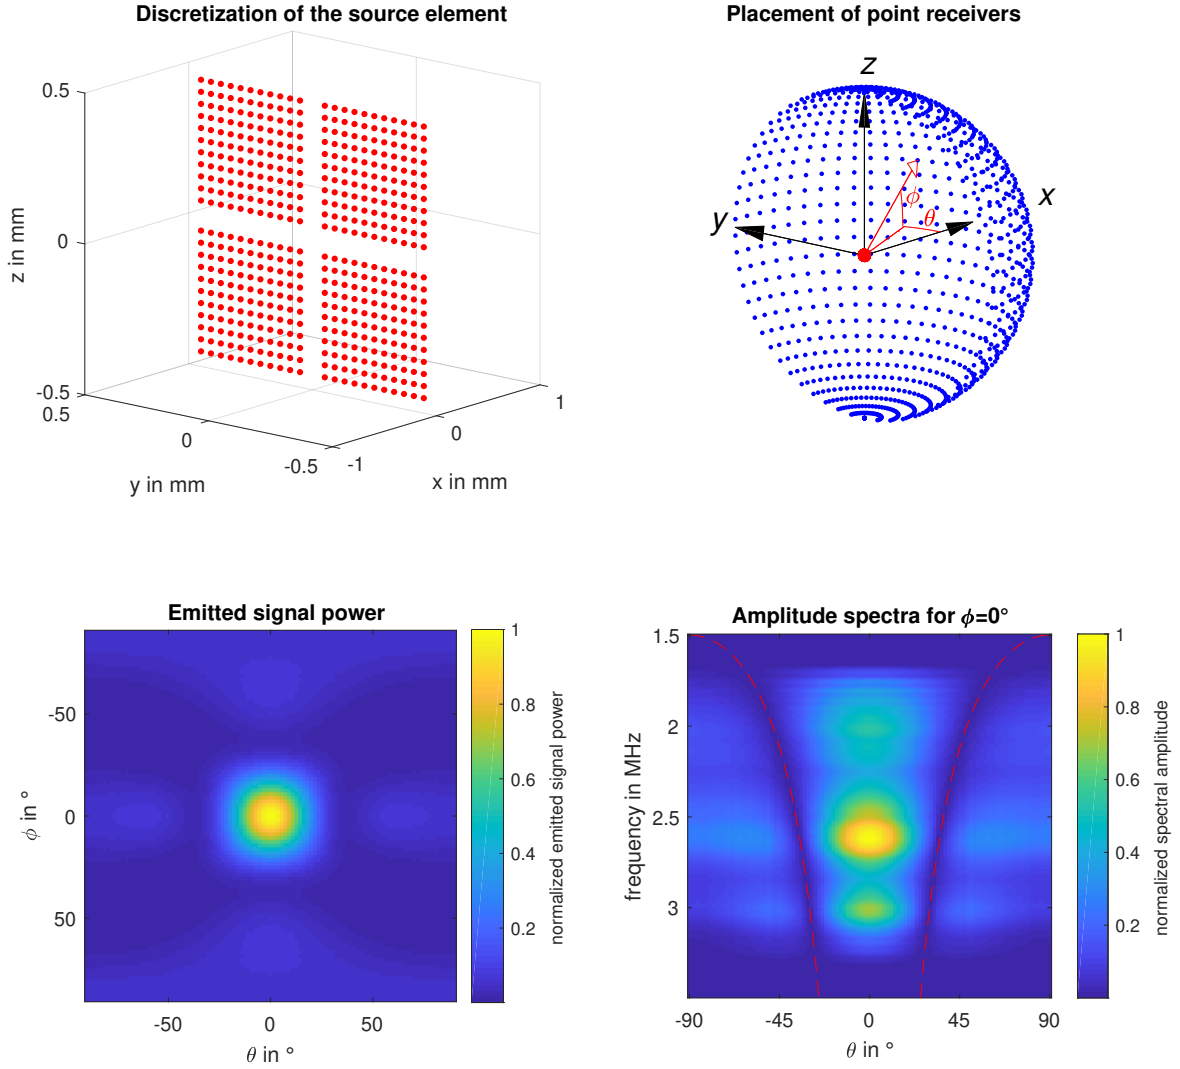 Discretization of the source element
0.5
0
-0.5
z in mm
0.5
0
-0.5
y in mm
-1
0
1
x in mm
Placement of point receivers
z
x
y
ϕ
θ
Emitted signal power
-50
0
50
ϕ in °
-50
0
50
θ in °
1
0.8
0.6
0.4
0.2
normalized emitted signal power
Amplitude spectra for ϕ=0°
1.5
2
2.5
3
frequency in MHz
-90
-45
0
45
90
θ in °
1
0.8
0.6
0.4
0.2
normalized spectral amplitude